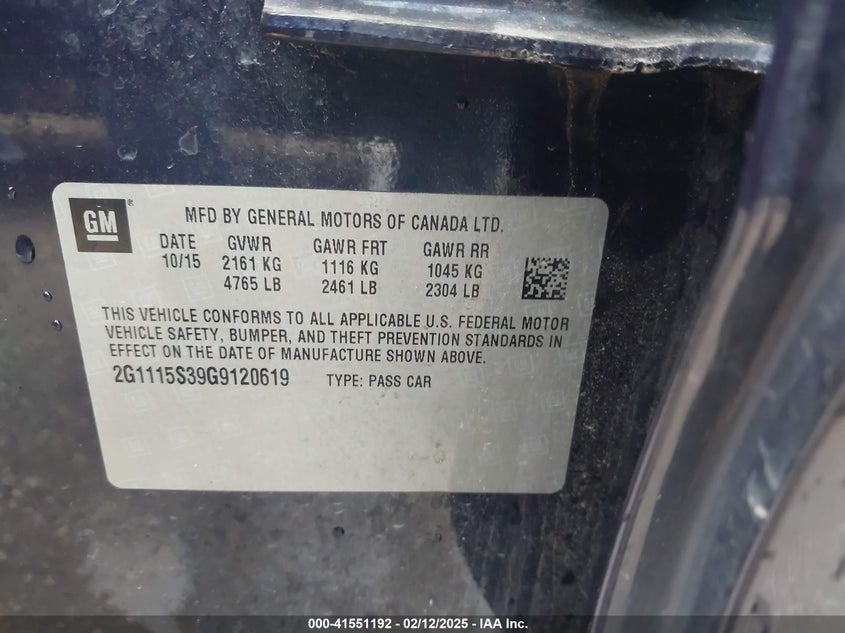 GM ®
MFD BY GENERAL MOTORS OF CANADA LTD.
DATE GVWR GAWR FRT GAWR RR
10/15 2161 KG 1116 KG 1045 KG
4765 LB 2461 LB 2304 LB
THIS VEHICLE CONFORMS TO ALL APPLICABLE U.S. FEDERAL MOTOR
VEHICLE SAFETY, BUMPER, AND THEFT PREVENTION STANDARDS IN
EFFECT ON THE DATE OF MANUFACTURE SHOWN ABOVE.
2G1115S39G9120619 TYPE: PASS CAR
000-41551192 - 02/12/2025 - IAA Inc.